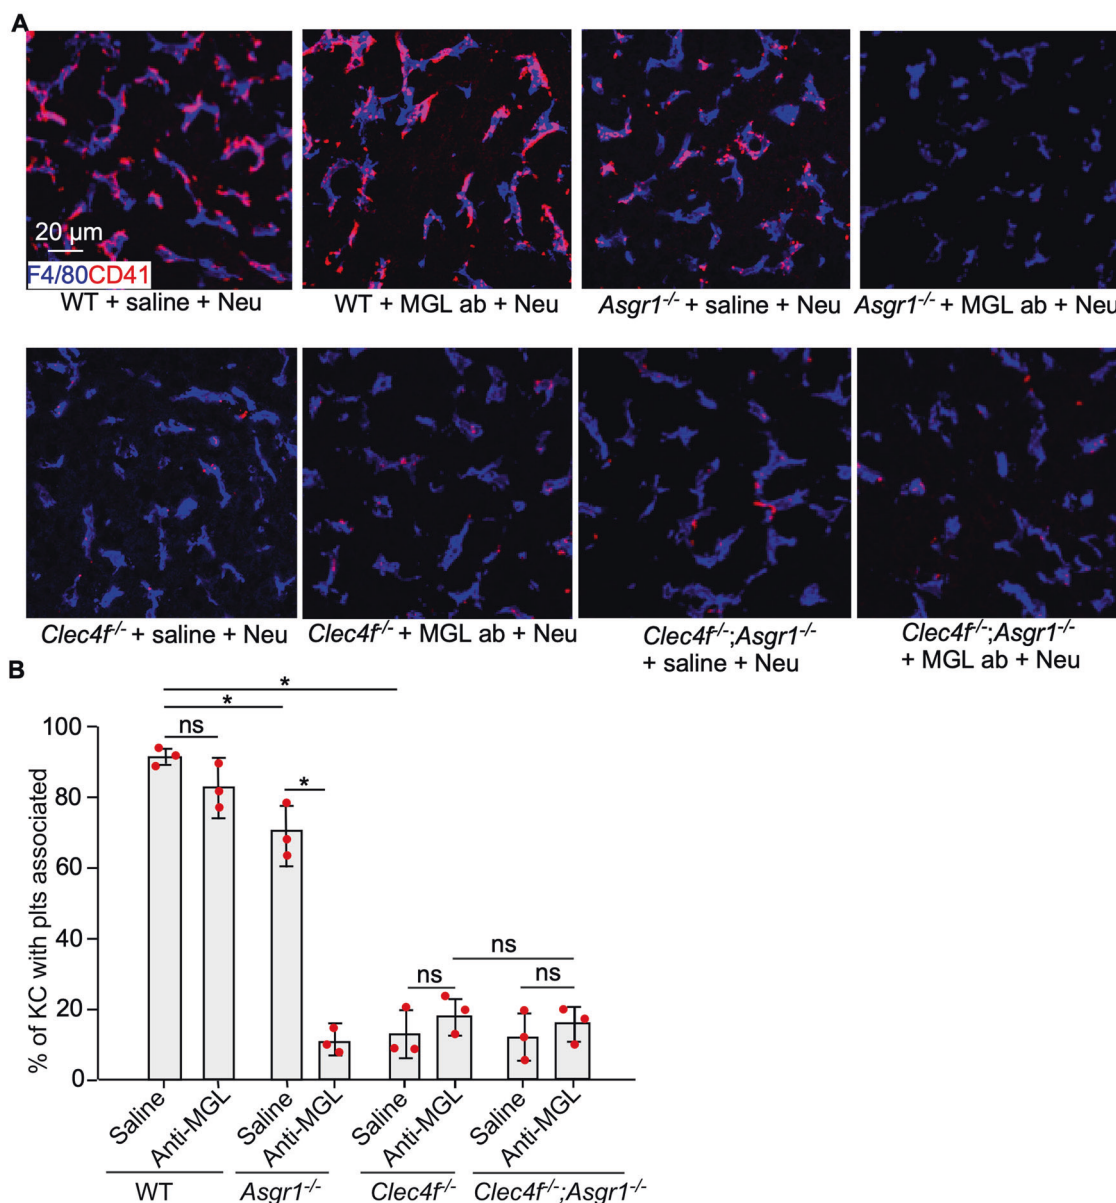 A
20 µm
F4/80CD41
WT + saline + Neu
WT + MGL ab + Neu
Asgr1-/- + saline + Neu
Asgr1-/- + MGL ab + Neu
Clec4f-/- + saline + Neu
Clec4f-/- + MGL ab + Neu
Clec4f-/-;Asgr1-/-
+ saline + Neu
Clec4f-/-;Asgr1-/-
+ MGL ab + Neu
B
*
*
ns
*
ns
ns
ns
% of KC with plts associated
100
80
60
40
20
0
Saline
Anti-MGL
Saline
Anti-MGL
Saline
Anti-MGL
Saline
Anti-MGL
WT
Asgr1-/-
Clec4f-/-
Clec4f-/-;Asgr1-/-